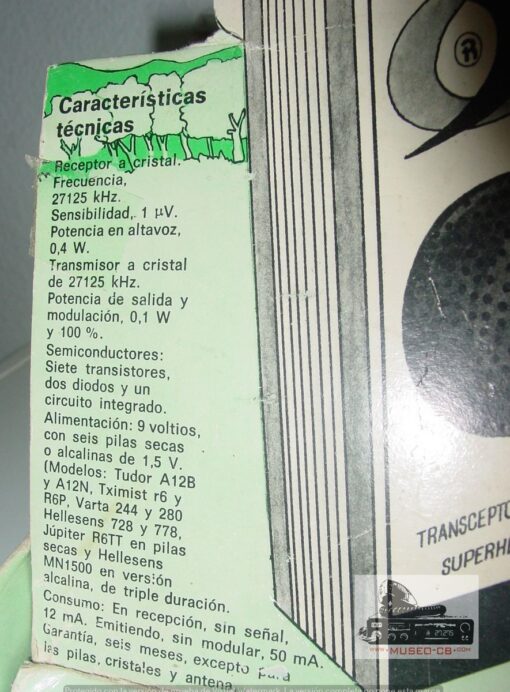 Características
técnicas
Receptor a cristal.
Frecuencia,
27125 kHz.
Sensibilidad, 1 µV.
Potencia en altavoz,
0,4 W.
Transmisor a cristal
de 27125 kHz.
Potencia de salida y
modulación, 0,1 W
y 100 %.
Semiconductores:
Siete transistores,
dos diodos y un
circuito integrado.
Alimentación: 9 voltios,
con seis pilas secas
o alcalinas de 1,5 V.
(Modelos: Tudor A12B
y A12N, Tximist r6 y
R6P, Varta 244 y 280
Hellesens 728 y 778,
Júpiter R6TT en pilas
secas y Hellesens
MN1500 en versión
alcalina, de triple duración.
Consumo: En recepción, sin señal,
12 mA. Emitiendo, sin modular, 50 mA.
Garantía, seis meses, excepto para
las pilas, cristales y antena
TRANSCEPTO
SUPERHE
WWW.MUSEO-CB.COM